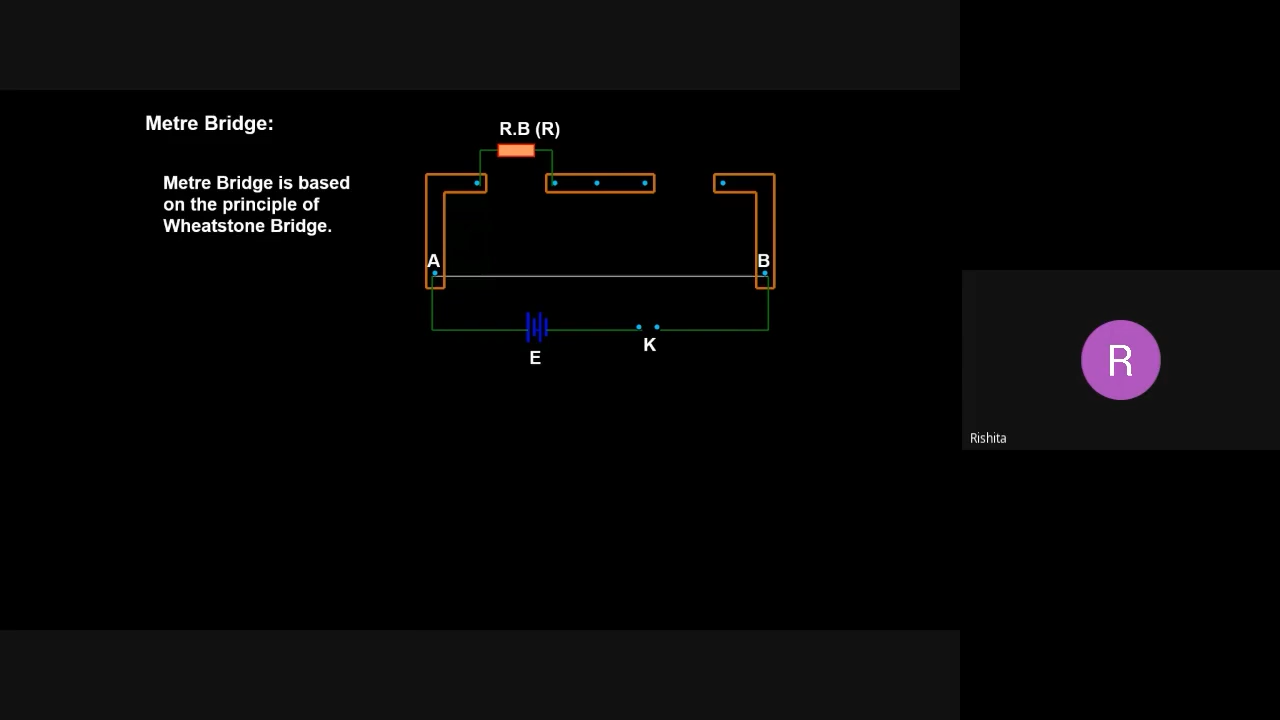 Metre Bridge:
R.B (R)
Metre Bridge is based
on the principle of
Wheatstone Bridge.
A
B
K
E
R
Rishita